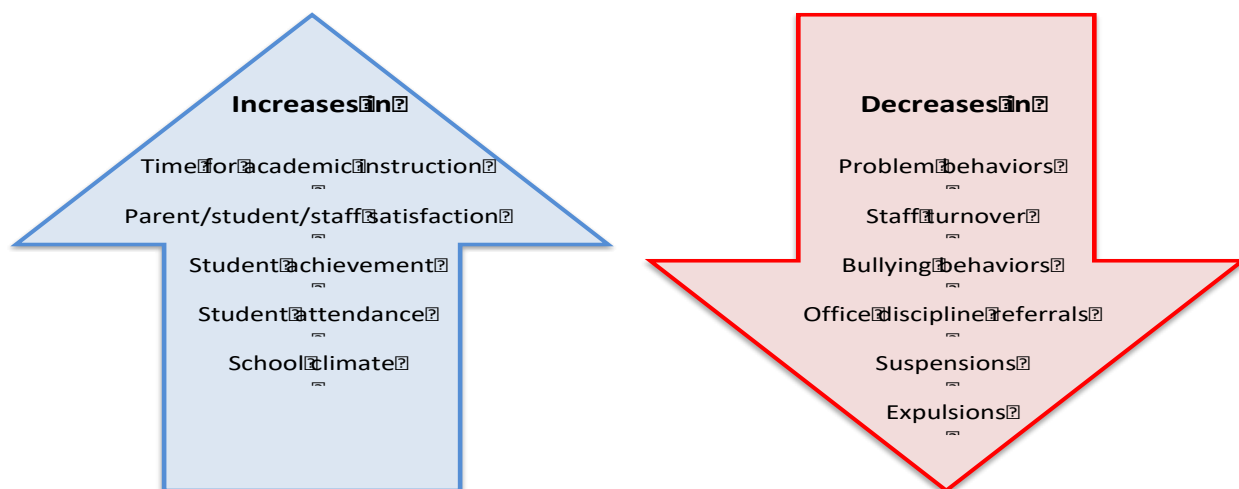 Increases in
Time for academic instruction
Parent/student/staff satisfaction
Student achievement
Student attendance
School climate
Decreases in
Problem behaviors
Staff turnover
Bullying behaviors
Office discipline referrals
Suspensions
Expulsions